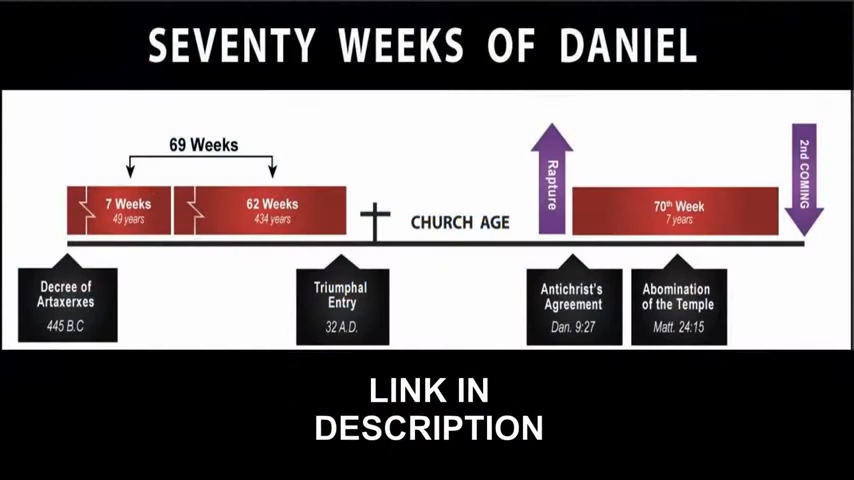 SEVENTY WEEKS OF DANIEL
69 Weeks
7 Weeks
49 years
62 Weeks
434 years
CHURCH AGE
Rapture
70th Week
7 years
2nd COMING
Decree of
Artaxerxes
445 B.C
Triumphal
Entry
32 A.D.
Antichrist's
Agreement
Dan. 9:27
Abomination
of the Temple
Matt. 24:15
LINK IN
DESCRIPTION